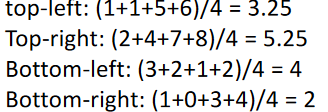 top-left: (1+1+5+6)/4 = 3.25
Top-right: (2+4+7+8)/4 = 5.25
Bottom-left: (3+2+1+2)/4 = 4
Bottom-right: (1+0+3+4)/4 = 2